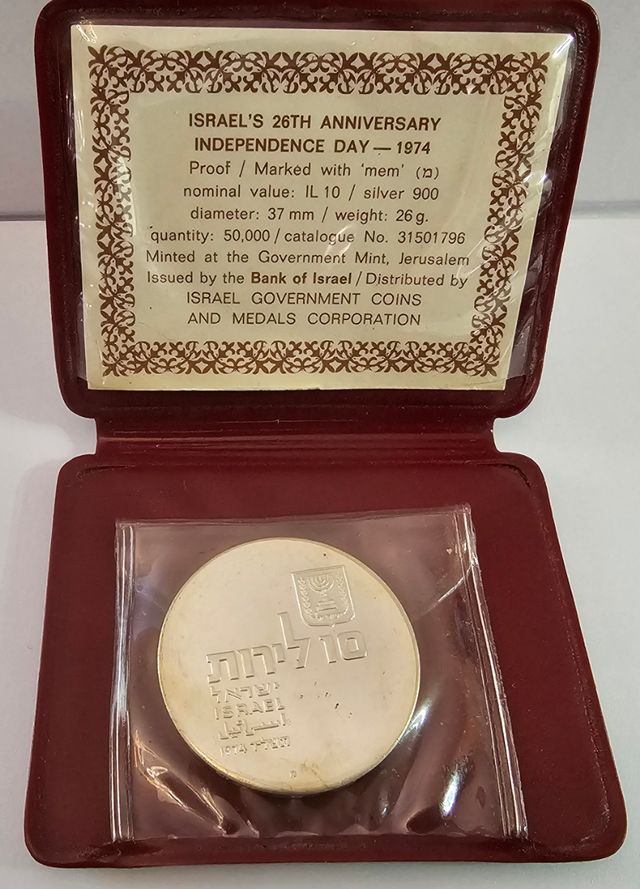 ISRAEL'S 26TH ANNIVERSARY
INDEPENDENCE DAY — 1974
Proof / Marked with 'mem' (מ)
nominal value: IL 10 / silver 900
diameter: 37 mm / weight: 26 g.
quantity: 50,000 / catalogue No. 31501796
Minted at the Government Mint, Jerusalem
Issued by the Bank of Israel / Distributed by
ISRAEL GOVERNMENT COINS
AND MEDALS CORPORATION
10 לירות
ישראל
ISRAEL
اسرائيل
תשל"ד 1974
מ